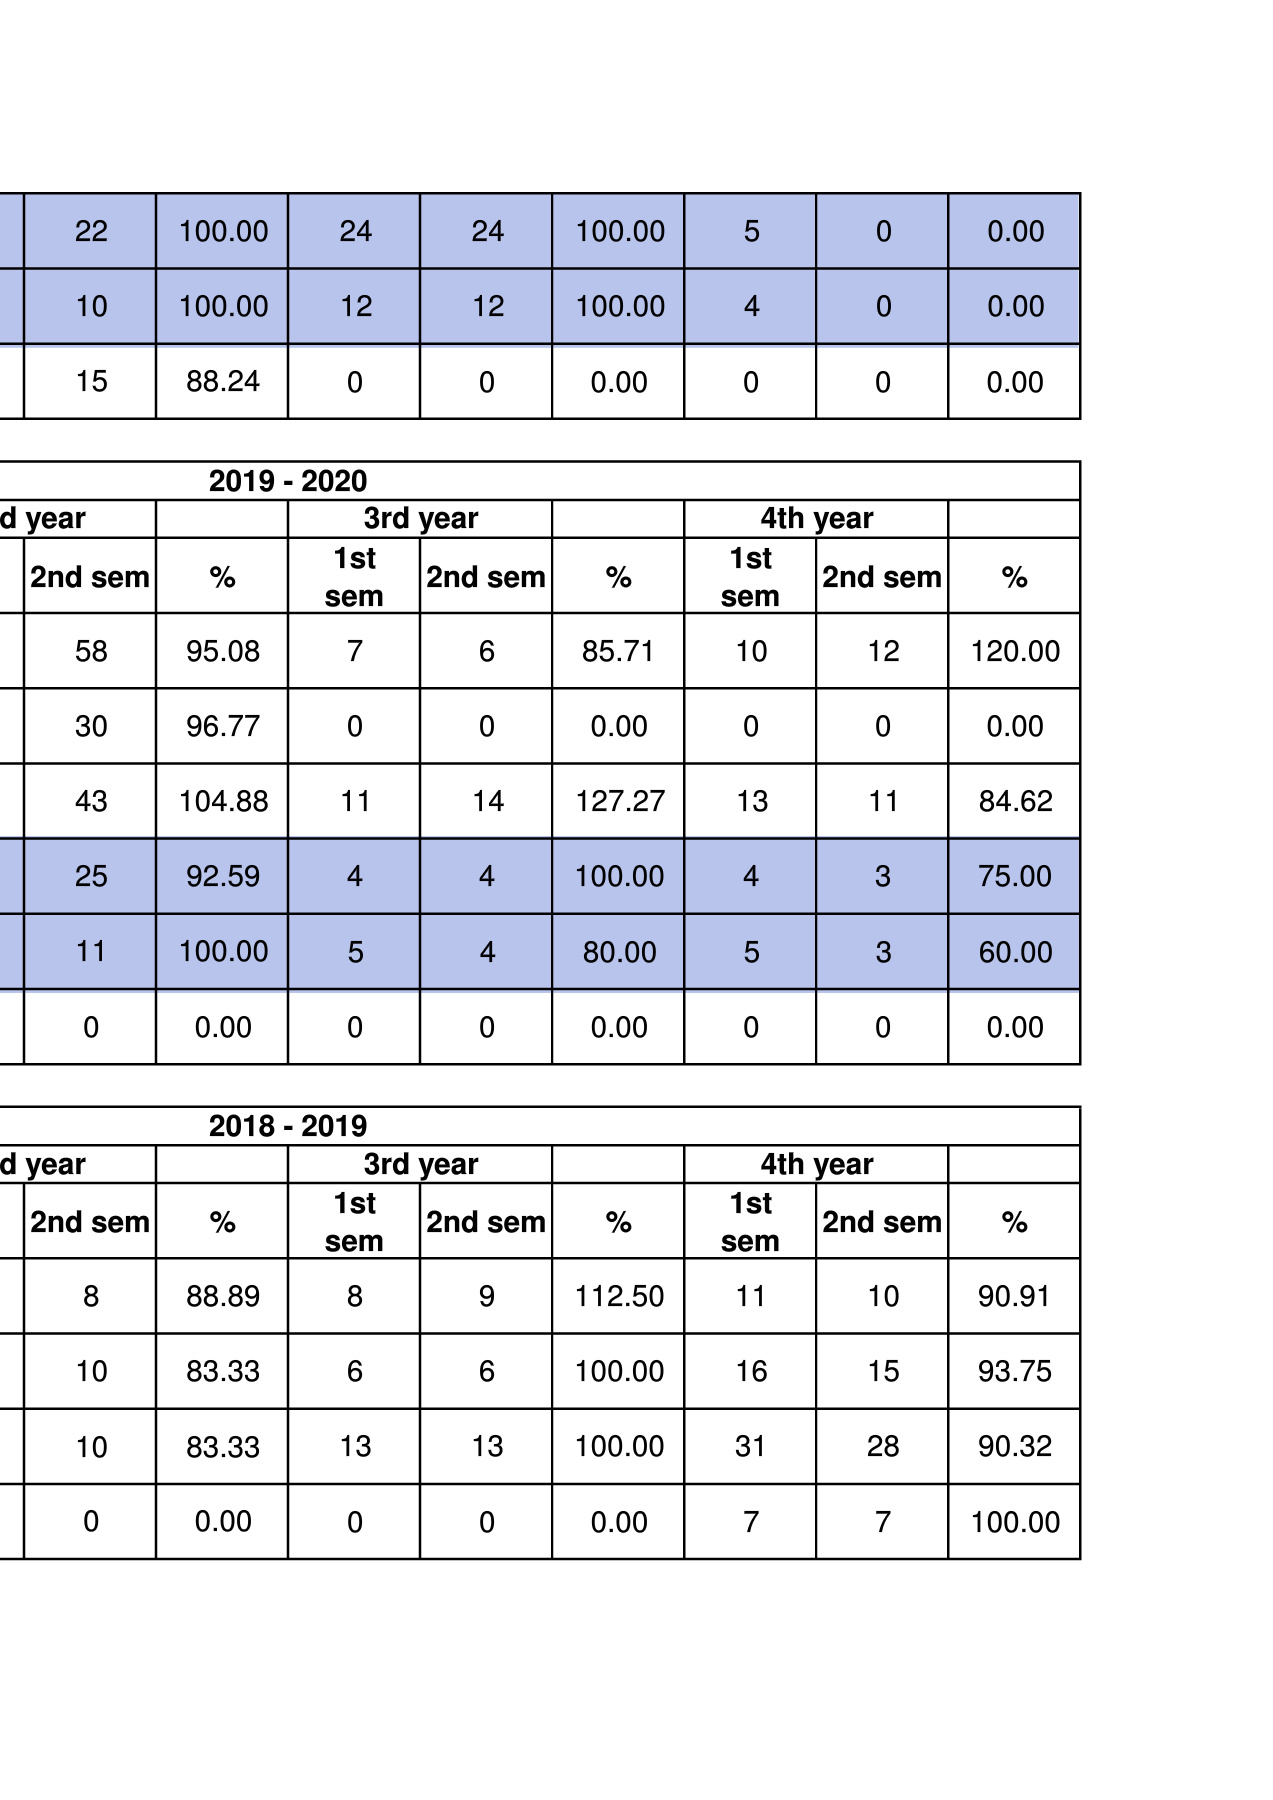 22 100.00 24 24 100.00 5 0 0.00
10 100.00 12 12 100.00 4 0 0.00
15 88.24 0 0 0.00 0 0 0.00
2019 - 2020
d year 3rd year 4th year
2nd sem % 1st sem 2nd sem % 1st sem 2nd sem %
58 95.08 7 6 85.71 10 12 120.00
30 96.77 0 0 0.00 0 0 0.00
43 104.88 11 14 127.27 13 11 84.62
25 92.59 4 4 100.00 4 3 75.00
11 100.00 5 4 80.00 5 3 60.00
0 0.00 0 0 0.00 0 0 0.00
2018 - 2019
d year 3rd year 4th year
2nd sem % 1st sem 2nd sem % 1st sem 2nd sem %
8 88.89 8 9 112.50 11 10 90.91
10 83.33 6 6 100.00 16 15 93.75
10 83.33 13 13 100.00 31 28 90.32
0 0.00 0 0 0.00 7 7 100.00